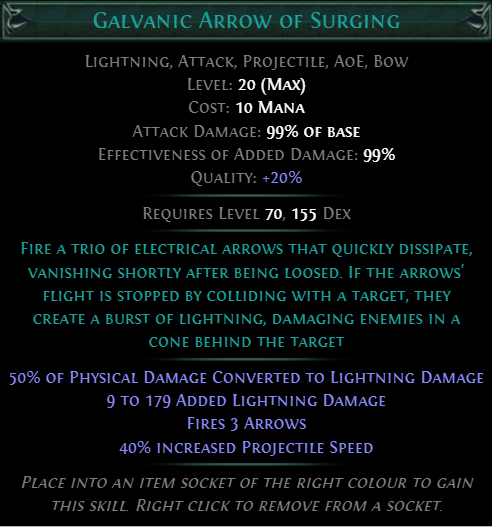 Galvanic Arrow of Surging
Lightning, Attack, Projectile, AoE, Bow
Level: 20 (Max)
Cost: 10 Mana
Attack Damage: 99% of base
Effectiveness of Added Damage: 99%
Quality: +20%
Requires Level 70, 155 Dex
Fire a trio of electrical arrows that quickly dissipate,
vanishing shortly after being loosed. If the arrows'
flight is stopped by colliding with a target, they
create a burst of lightning, damaging enemies in a
cone behind the target
50% of Physical Damage Converted to Lightning Damage
9 to 179 Added Lightning Damage
Fires 3 Arrows
40% increased Projectile Speed
Place into an item socket of the right colour to gain
this skill. Right click to remove from a socket.